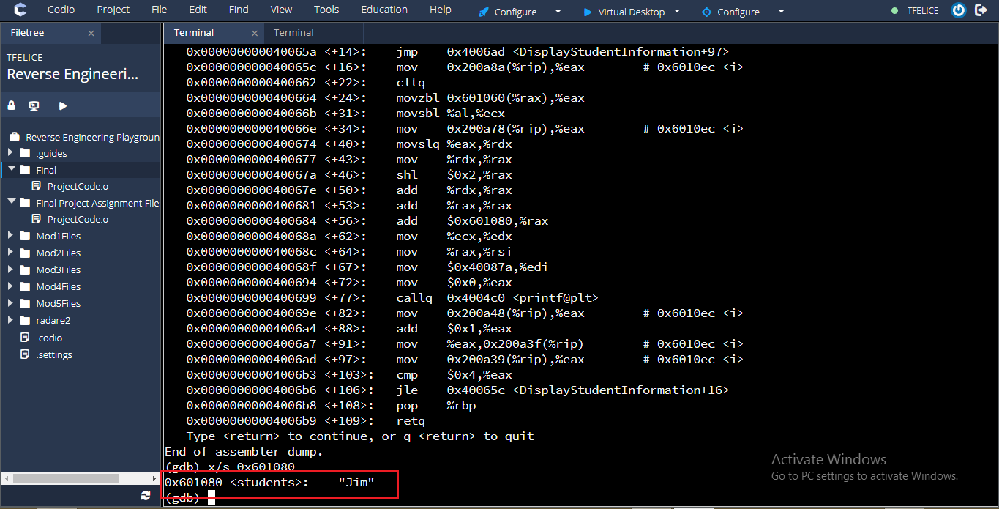 Codio Project File Edit Find View Tools Education Help Configure.... Virtual Desktop Configure.... TFELICE
Filetree
TFELICE
Reverse Engineeri...
Reverse Engineering Playgroun
.guides
Final
ProjectCode.o
Final Project Assignment Files
ProjectCode.o
Mod1Files
Mod2Files
Mod3Files
Mod4Files
Mod5Files
radare2
.codio
.settings
Terminal Terminal
0x000000000040065a <+14>: jmp 0x4006ad <DisplayStudentInformation+97>
0x000000000040065c <+16>: mov 0x200a8a(%rip),%eax # 0x6010ec <i>
0x0000000000400662 <+22>: cltq
0x0000000000400664 <+24>: movzbl 0x601060(%rax),%eax
0x000000000040066b <+31>: movsbl %al,%ecx
0x000000000040066e <+34>: mov 0x200a78(%rip),%eax # 0x6010ec <i>
0x0000000000400674 <+40>: movslq %eax,%rdx
0x0000000000400677 <+43>: mov %rdx,%rax
0x000000000040067a <+46>: shl $0x2,%rax
0x000000000040067e <+50>: add %rdx,%rax
0x0000000000400681 <+53>: add %rax,%rax
0x0000000000400684 <+56>: add $0x601080,%rax
0x000000000040068a <+62>: mov %ecx,%edx
0x000000000040068c <+64>: mov %rax,%rsi
0x000000000040068f <+67>: mov $0x40087a,%edi
0x0000000000400694 <+72>: mov $0x0,%eax
0x0000000000400699 <+77>: callq 0x4004c0 <printf@plt>
0x000000000040069e <+82>: mov 0x200a48(%rip),%eax # 0x6010ec <i>
0x00000000004006a4 <+88>: add $0x1,%eax
0x00000000004006a7 <+91>: mov %eax,0x200a3f(%rip) # 0x6010ec <i>
0x00000000004006ad <+97>: mov 0x200a39(%rip),%eax # 0x6010ec <i>
0x00000000004006b3 <+103>: cmp $0x4,%eax
0x00000000004006b6 <+106>: jle 0x40065c <DisplayStudentInformation+16>
0x00000000004006b8 <+108>: pop %rbp
0x00000000004006b9 <+109>: retq
---Type <return> to continue, or q <return> to quit---
End of assembler dump.
(gdb) x/s 0x601080
0x601080 <students>: "Jim"
(gdb)
Activate Windows
Go to PC settings to activate Windows.